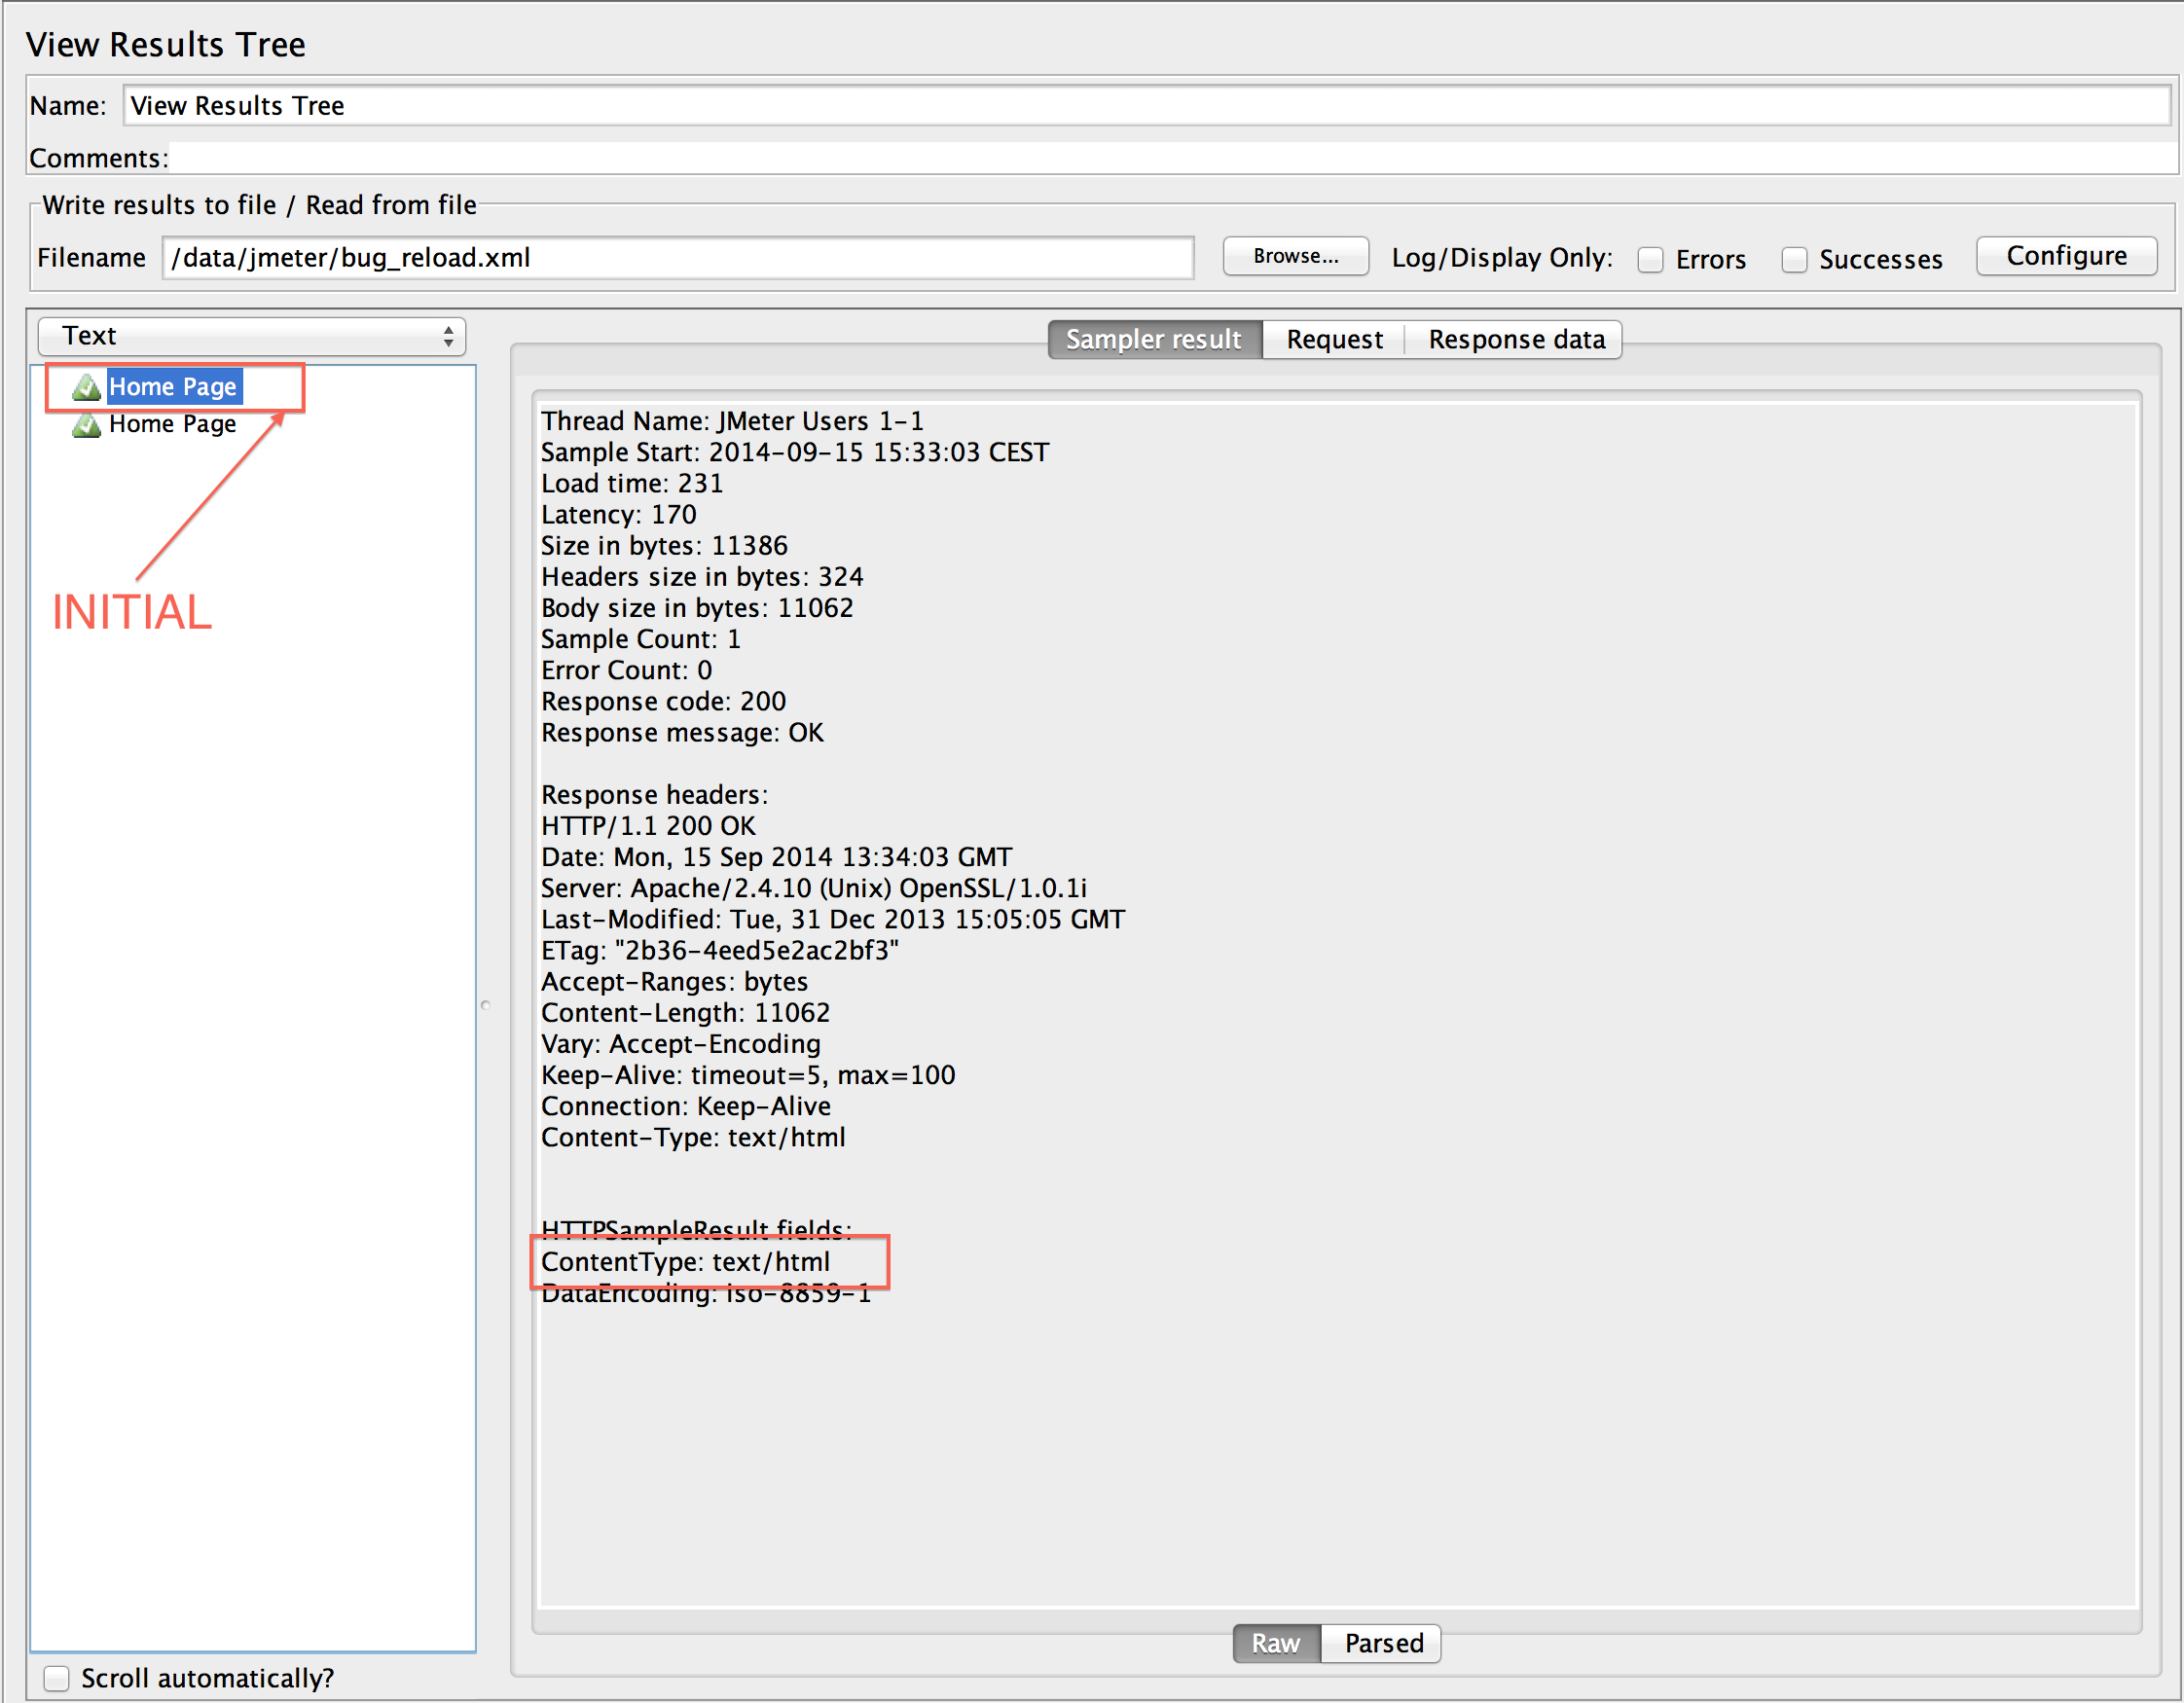 View Results Tree
Name: View Results Tree
Comments:
Write results to file / Read from file
Filename /data/jmeter/bug_reload.xml Browse... Log/Display Only: Errors Successes Configure
Text
Home Page
Home Page
INITIAL
Sampler result Request Response data
Thread Name: JMeter Users 1-1
Sample Start: 2014-09-15 15:33:03 CEST
Load time: 231
Latency: 170
Size in bytes: 11386
Headers size in bytes: 324
Body size in bytes: 11062
Sample Count: 1
Error Count: 0
Response code: 200
Response message: OK
Response headers:
HTTP/1.1 200 OK
Date: Mon, 15 Sep 2014 13:34:03 GMT
Server: Apache/2.4.10 (Unix) OpenSSL/1.0.1i
Last-Modified: Tue, 31 Dec 2013 15:05:05 GMT
ETag: "2b36-4eed5e2ac2bf3"
Accept-Ranges: bytes
Content-Length: 11062
Vary: Accept-Encoding
Keep-Alive: timeout=5, max=100
Connection: Keep-Alive
Content-Type: text/html
HTTPSampleResult fields:
ContentType: text/html
DataEncoding: iso-8859-1
Raw Parsed
Scroll automatically?